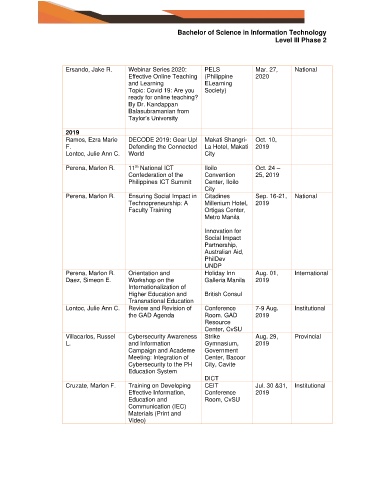 Bachelor of Science in Information Technology
Level III Phase 2
Ersando, Jake R.
Webinar Series 2020:
Effective Online Teaching
and Learning
Topic: Covid 19: Are you
ready for online teaching?
By Dr. Kandappan
Balasubramanian from
Taylor's University
PELS
(Philippine
ELearning
Society)
Mar. 27,
2020
National
2019
Ramos, Ezra Marie
F.
Lontoc, Julie Ann C.
DECODE 2019: Gear Up!
Defending the Connected
World
Makati Shangri-
La Hotel, Makati
City
Oct. 10,
2019
Perena, Marlon R.
11th National ICT
Confederation of the
Philippines ICT Summit
Iloilo
Convention
Center, Iloilo
City
Oct. 24 –
25, 2019
Perena, Marlon R.
Ensuring Social Impact in
Technopreneurship: A
Faculty Training
Citadines
Millenium Hotel,
Ortigas Center,
Metro Manila
Innovation for
Social Impact
Partnership,
Australian Aid,
PhilDev
UNDP
Sep. 16-21,
2019
National
Perena, Marlon R.
Daez, Simeon E.
Orientation and
Workshop on the
Internationalization of
Higher Education and
Transnational Education
Holiday Inn
Galleria Manila
British Consul
Aug. 01,
2019
International
Lontoc, Julie Ann C.
Review and Revision of
the GAD Agenda
Conference
Room, GAD
Resource
Center, CvSU
7-9 Aug.
2019
Institutional
Villacarlos, Russel
L.
Cybersecurity Awareness
and Information
Campaign and Academe
Meeting: Integration of
Cybersecurity to the PH
Education System
Strike
Gymnasium,
Government
Center, Bacoor
City, Cavite
DICT
Aug. 29,
2019
Provincial
Cruzate, Marlon F.
Training on Developing
Effective Information,
Education and
Communication (IEC)
Materials (Print and
Video)
CEIT
Conference
Room, CvSU
Jul. 30 &31,
2019
Institutional